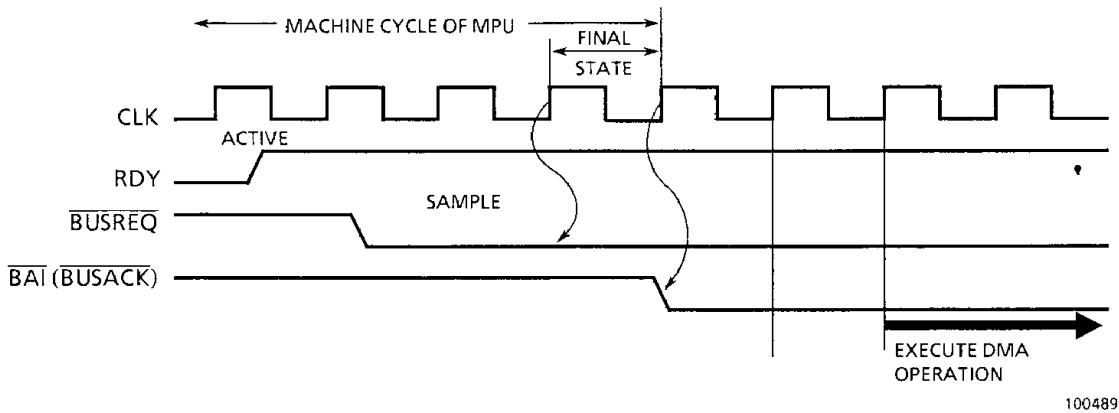 MACHINE CYCLE OF MPU
FINAL
STATE
CLK
ACTIVE
RDY
SAMPLE
BUSREQ
BAI (BUSACK)
EXECUTE DMA
OPERATION
100489